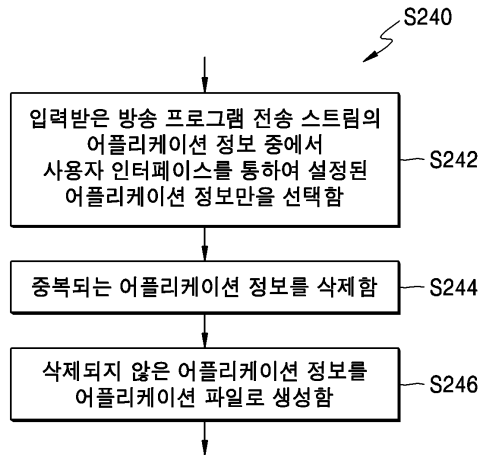 S240
입력받은 방송 프로그램 전송 스트림의
어플리케이션 정보 중에서
사용자 인터페이스를 통하여 설정된
어플리케이션 정보만을 선택함
S242
중복되는 어플리케이션 정보를 삭제함
S244
삭제되지 않은 어플리케이션 정보를
어플리케이션 파일로 생성함
S246